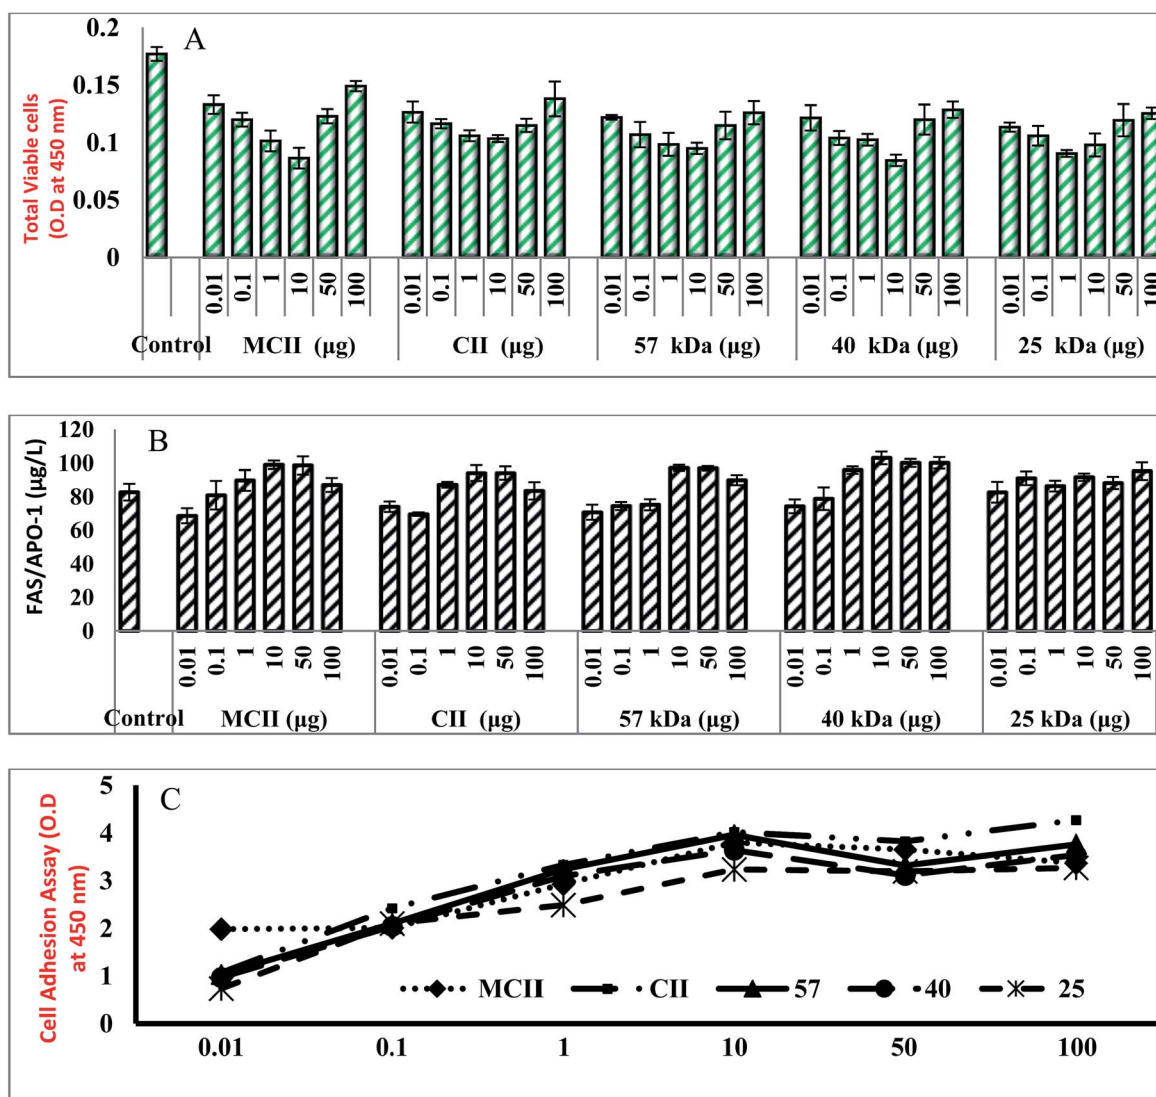 A
Total Viable cells
(O.D at 450 nm)
0.2
0.15
0.1
0.05
0
0.01 0.1 1 10 50 100 0.01 0.1 1 10 50 100 0.01 0.1 1 10 50 100 0.01 0.1 1 10 50 100 0.01 0.1 1 10 50 100
Control MCII (µg) CII (µg) 57 kDa (µg) 40 kDa (µg) 25 kDa (µg)
B
FAS/APO-1 (µg/L)
120
100
80
60
40
20
0
0.01 0.1 1 10 50 100 0.01 0.1 1 10 50 100 0.01 0.1 1 10 50 100 0.01 0.1 1 10 50 100 0.01 0.1 1 10 50 100
Control MCII (µg) CII (µg) 57 kDa (µg) 40 kDa (µg) 25 kDa (µg)
C
Cell Adhesion Assay (O.D
at 450 nm)
5
4
3
2
1
0
MCII CII 57 40 25
0.01 0.1 1 10 50 100